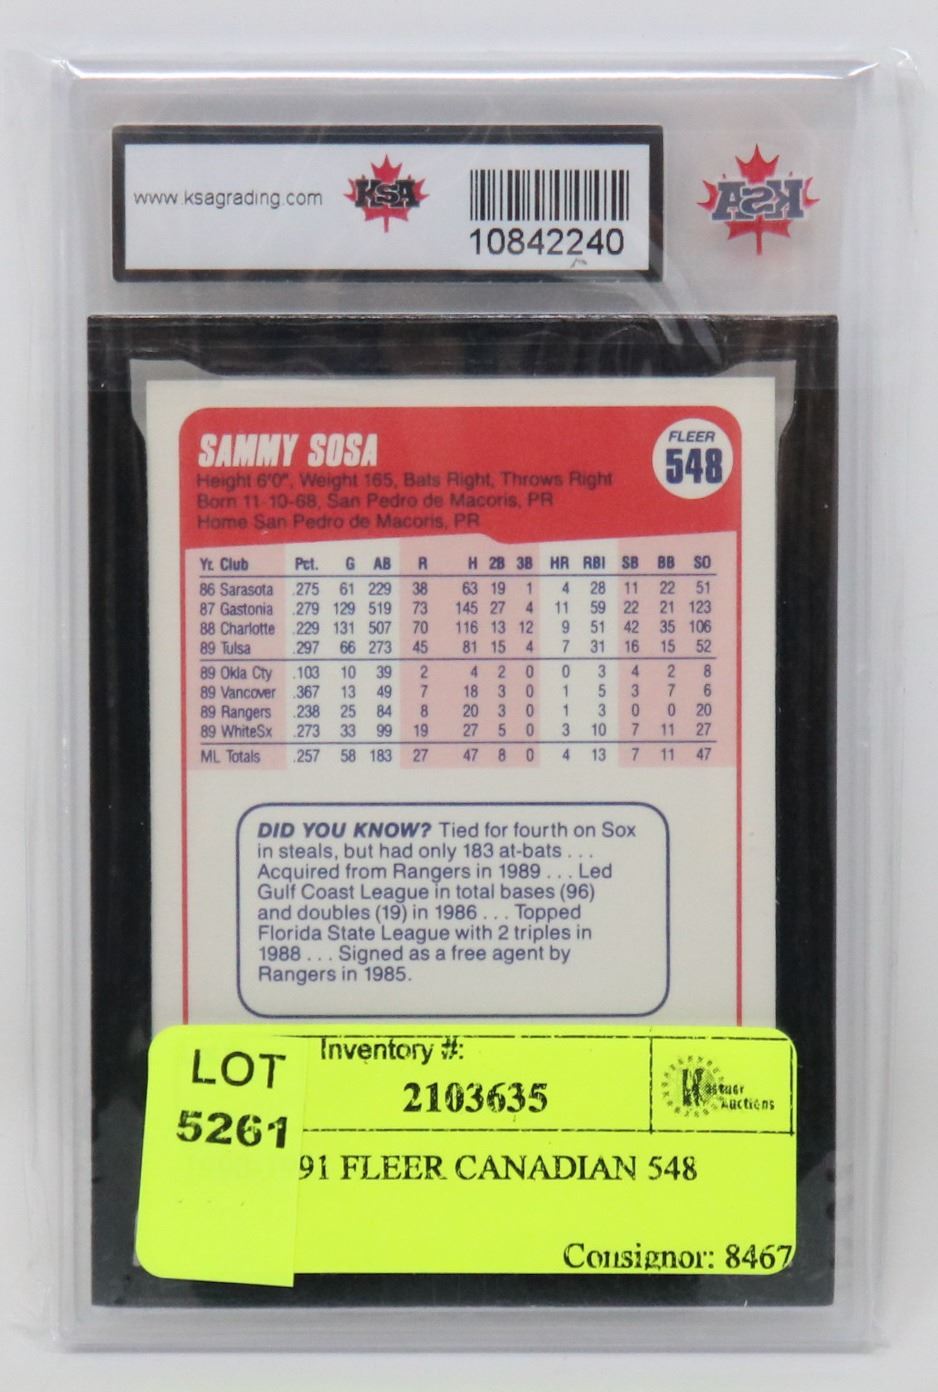 www.ksagrading.com
KSA
10842240
KSA
SAMMY SOSA
FLEER
548
Height 6'0", Weight 165, Bats Right, Throws Right
Born 11-10-68, San Pedro de Macoris, PR
Home San Pedro de Macoris, PR
Yr. Club Pct. G AB R H 2B 3B HR RBI SB BB SO
86 Sarasota .275 61 229 38 63 19 1 4 28 11 22 51
87 Gastonia .279 129 519 73 145 27 4 11 59 22 21 123
88 Charlotte .229 131 507 70 116 13 12 9 51 42 35 106
89 Tulsa .297 66 273 45 81 15 4 7 31 16 15 52
89 Okla Cty .103 10 39 2 4 2 0 0 3 4 2 8
89 Vancover .367 13 49 7 18 3 0 1 5 3 7 6
89 Rangers .238 25 84 8 20 3 0 1 3 0 0 20
89 WhiteSx .273 33 99 19 27 5 0 3 10 7 11 27
ML Totals .257 58 183 27 47 8 0 4 13 7 11 47
DID YOU KNOW? Tied for fourth on Sox
in steals, but had only 183 at-bats . . .
Acquired from Rangers in 1989 . . . Led
Gulf Coast League in total bases (96)
and doubles (19) in 1986 . . . Topped
Florida State League with 2 triples in
1988 . . . Signed as a free agent by
Rangers in 1985.
LOT
5261
Inventory #:
2103635
Kastner
Auctions
91 FLEER CANADIAN 548
Consignor: 8467